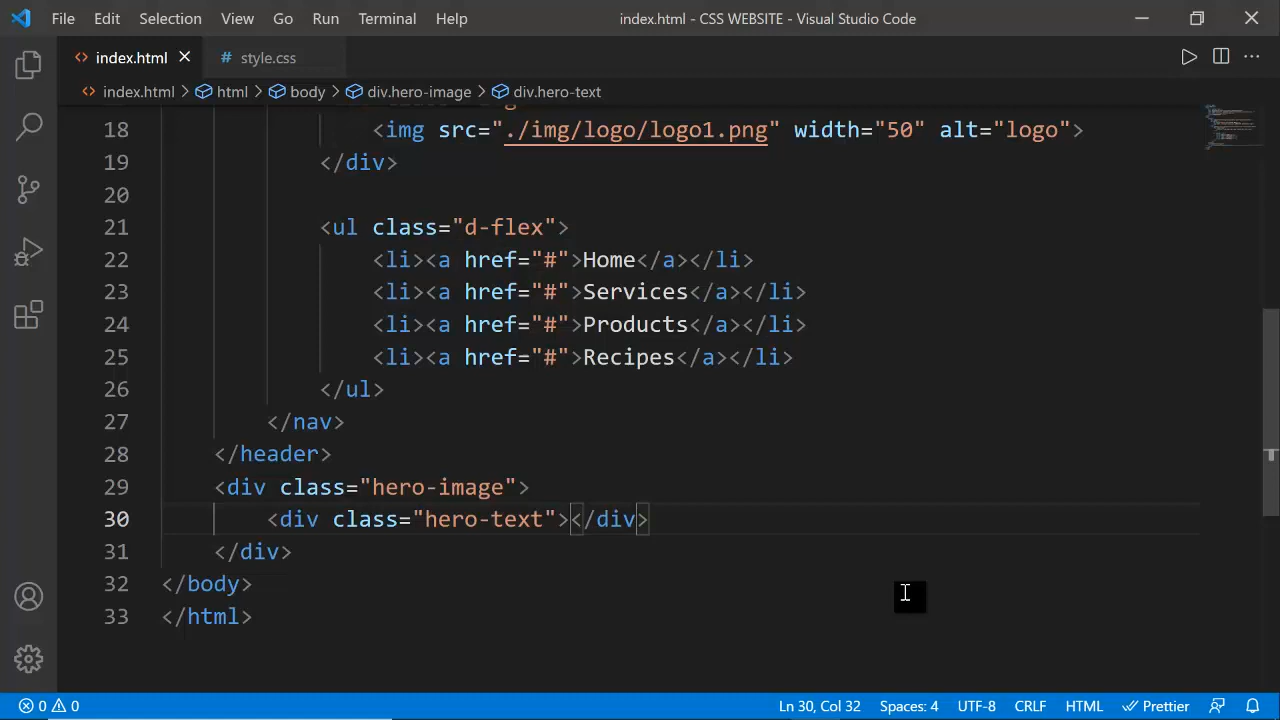 File Edit Selection View Go Run Terminal Help index.html - CSS WEBSITE - Visual Studio Code
index.html # style.css
index.html > html > body > div.hero-image > div.hero-text
18 <img src="./img/logo/logo1.png" width="50" alt="logo">
19 </div>
20
21 <ul class="d-flex">
22 <li><a href="#">Home</a></li>
23 <li><a href="#">Services</a></li>
24 <li><a href="#">Products</a></li>
25 <li><a href="#">Recipes</a></li>
26 </ul>
27 </nav>
28 </header>
29 <div class="hero-image">
30 <div class="hero-text"></div>
31 </div>
32 </body>
33 </html>
0 0 Ln 30, Col 32 Spaces: 4 UTF-8 CRLF HTML Prettier